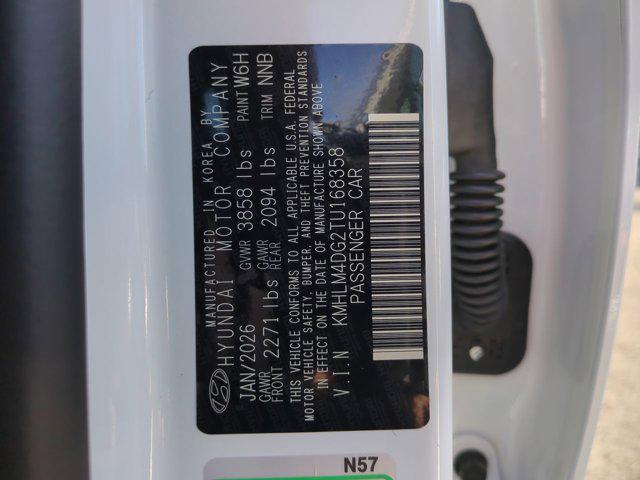 MANUFACTURED IN KOREA BY
HYUNDAI MOTOR COMPANY
JAN/2026 GVWR 3858 lbs PAINT W6H
GAWR FRONT 2271 lbs GAWR REAR 2094 lbs TRIM NNB
THIS VEHICLE CONFORMS TO ALL APPLICABLE U.S.A. FEDERAL
MOTOR VEHICLE SAFETY, BUMPER, AND THEFT PREVENTION STANDARDS
IN EFFECT ON THE DATE OF MANUFACTURE SHOWN ABOVE
V.I.N KMHLM4DG2TU168358
PASSENGER CAR
N57